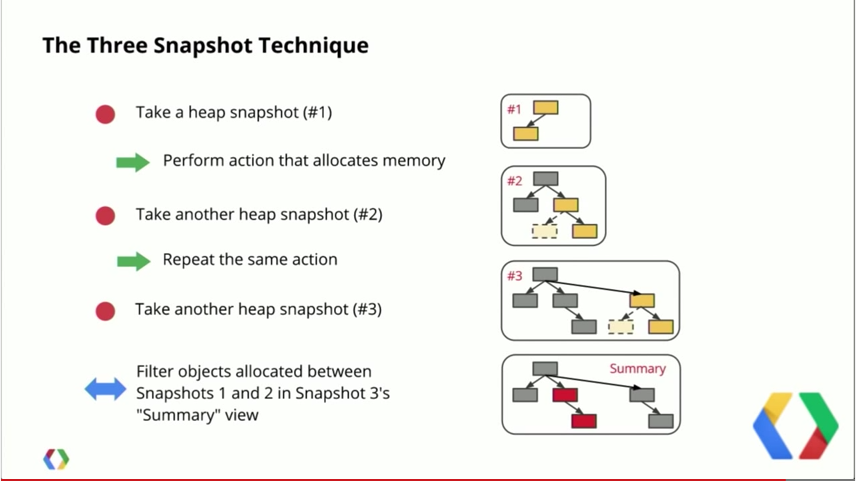 The Three Snapshot Technique
Take a heap snapshot (#1)
Perform action that allocates memory
Take another heap snapshot (#2)
Repeat the same action
Take another heap snapshot (#3)
Filter objects allocated between
Snapshots 1 and 2 in Snapshot 3's
"Summary" view
#1
#2
#3
Summary